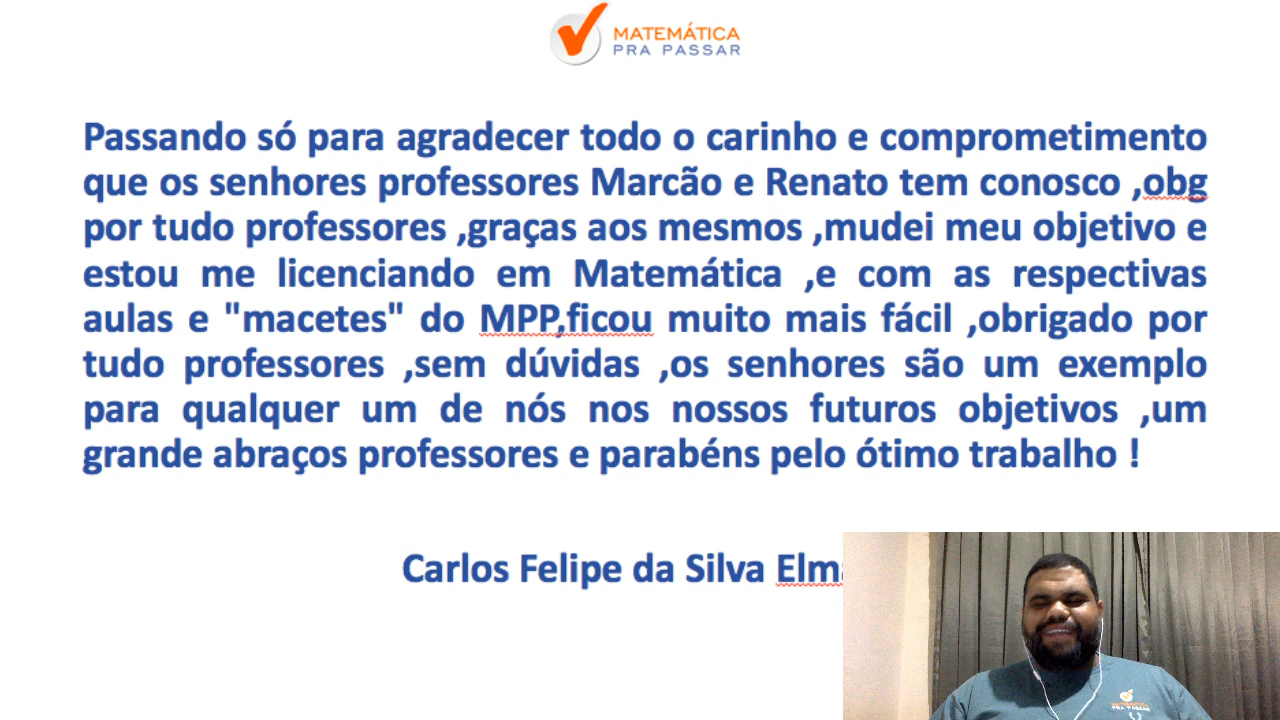 MATEMÁTICA
PRA PASSAR
Passando só para agradecer todo o carinho e comprometimento
que os senhores professores Marcão e Renato tem conosco ,obg
por tudo professores ,graças aos mesmos ,mudei meu objetivo e
estou me licenciando em Matemática ,e com as respectivas
aulas e "macetes" do MPP,ficou muito mais fácil ,obrigado por
tudo professores ,sem dúvidas ,os senhores são um exemplo
para qualquer um de nós nos nossos futuros objetivos ,um
grande abraços professores e parabéns pelo ótimo trabalho !
Carlos Felipe da Silva
MATEMÁTICA
PRA PASSAR